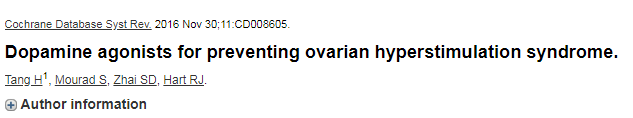 Cochrane Database Syst Rev. 2016 Nov 30;11:CD008605.
Dopamine agonists for preventing ovarian hyperstimulation syndrome.
Tang H1, Mourad S, Zhai SD, Hart RJ.
Author information